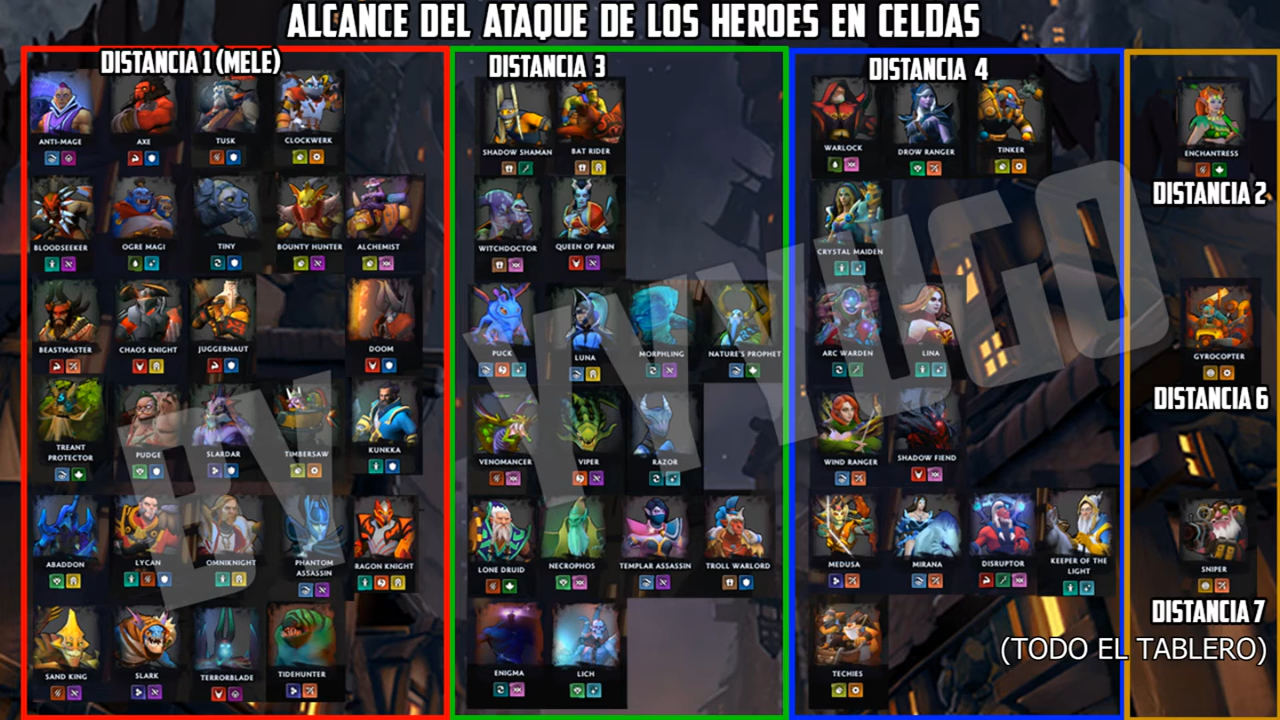 ALCANCE DEL ATAQUE DE LOS HEROES EN CELDAS
DISTANCIA 1 (MELE)
ANTI-MAGE AXE TUSK CLOCKWERK
BLOODSEEKER OGRE MAGI TINY BOUNTY HUNTER ALCHEMIST
BEASTMASTER CHAOS KNIGHT JUGGERNAUT DOOM
TREANT
PROTECTOR PUDGE SLARDAR TIMBERSAW KUNKKA
ABADDON LYCAN OMNIKNIGHT PHANTOM
ASSASSIN RAGON KNIGHT
SAND KING SLARK TERRORBLADE TIDEHUNTER
DISTANCIA 3
SHADOW SHAMAN BAT RIDER
WITCHDOCTOR QUEEN OF PAIN
PUCK LUNA MORPHLING NATURE'S PROPHET
VENOMANCER VIPER RAZOR
LONE DRUID NECROPHOS TEMPLAR ASSASSIN TROLL WARLORD
ENIGMA LICH
DISTANCIA 4
WARLOCK DROW RANGER TINKER
CRYSTAL MAIDEN
ARC WARDEN LINA
WIND RANGER SHADOW FIEND
MEDUSA MIRANA DISRUPTOR KEEPER OF THE
LIGHT
TECHIES
ENCHANTRESS
DISTANCIA 2
GYROCOPTER
DISTANCIA 6
SNIPER
DISTANCIA 7
(TODO EL TABLERO)